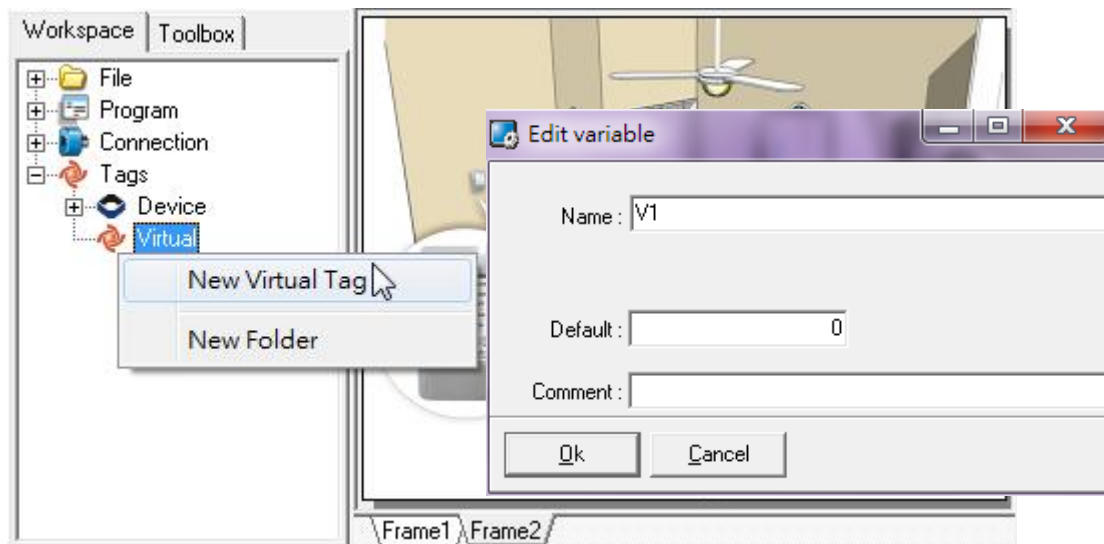 Workspace
Toolbox
File
Program
Connection
Tags
Device
Virtual
New Virtual Tag
New Folder
Edit variable
Name :
V1
Default :
0
Comment :
Ok
Cancel
Frame1
Frame2